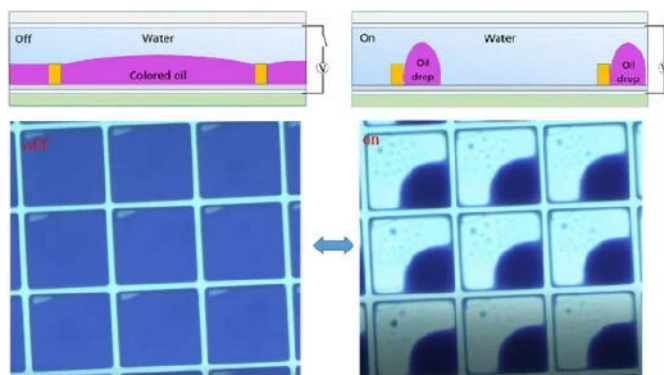 Off
Water
Colored oil
V
On
Water
Oil
drop
Oil
drop
V
off
on